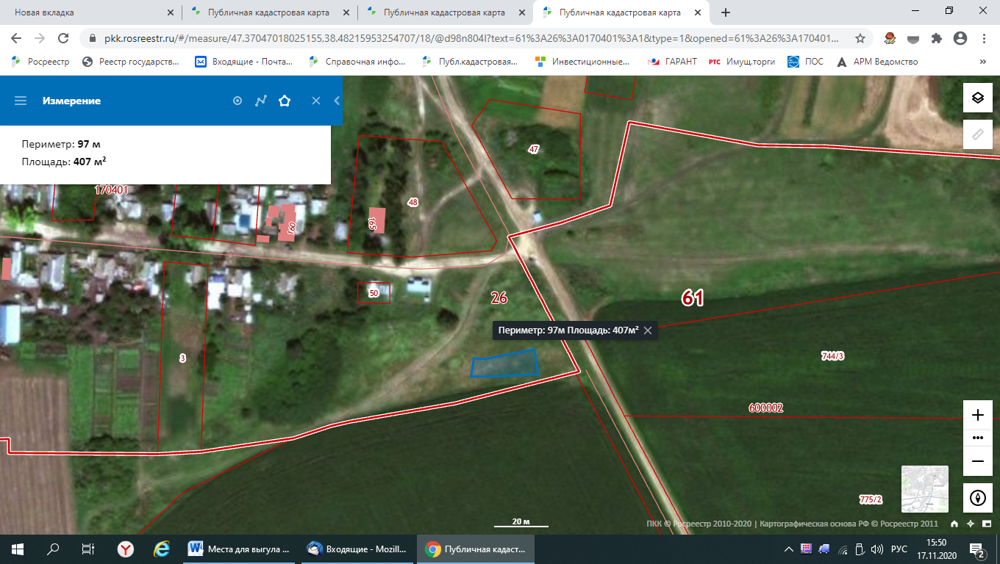 Новая вкладка
Публичная кадастровая карта
Публичная кадастровая карта
Публичная кадастровая карта
pkk.rosreestr.ru/#/measure/47.37047018025155,38.48215953254707/18/@d98n804l?text=61%3A26%3A0170401%3A1&type=1&opened=61%3A26%3A170401...
Росреестр
Реестр государств...
Входящие - Почта...
Справочная инфо...
Публ.кадастровая...
Инвестиционные...
ГАРАНТ
РТС Имущ.торги
ПОС
АРМ Ведомство
»
Измерение
Периметр: 97 м
Площадь: 407 м²
170401
47
48
165
160
50
26
61
Периметр: 97м Площадь: 407м²
3
744/3
600002
775/2
20 м
ПКК © Росреестр 2010-2020 | Картографическая основа РФ © Росреестр 2011
Места для выгула ...
Входящие - Mozill...
Публичная кадаст...
РУС
15:50
17.11.2020
2